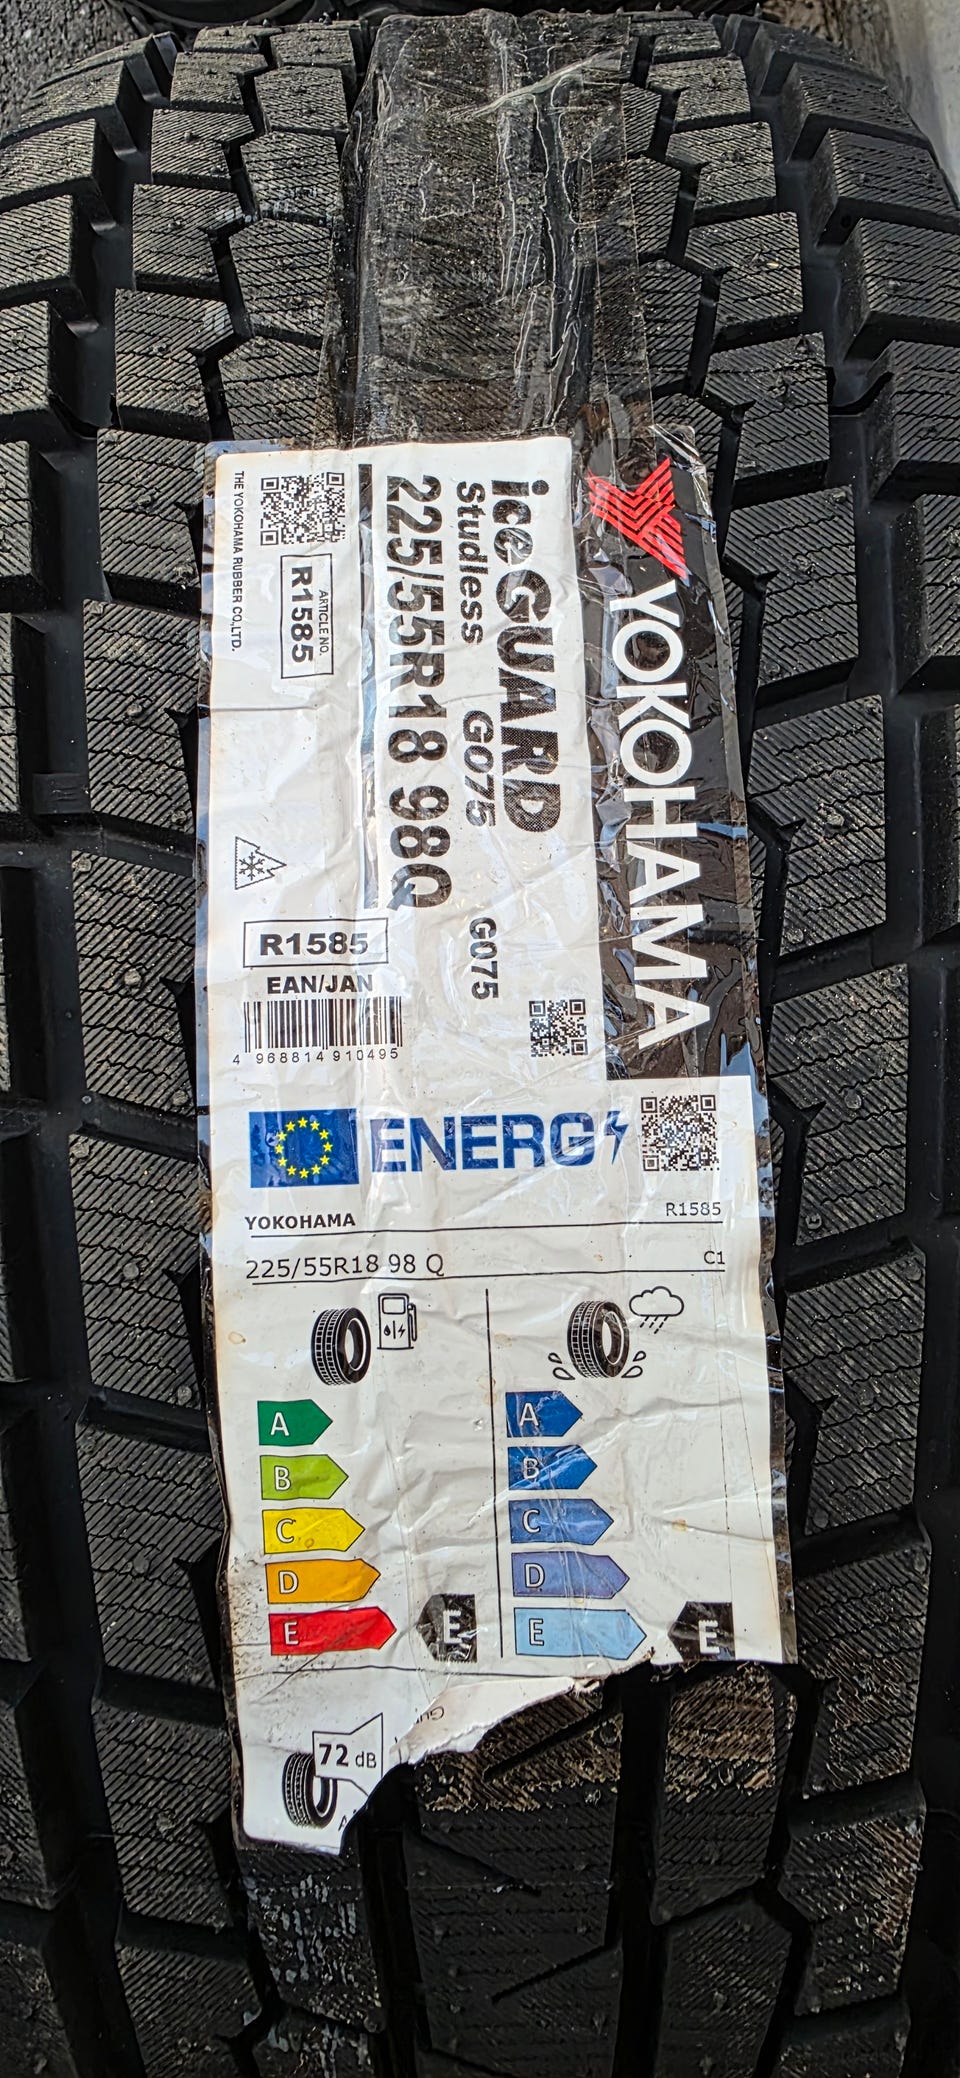 YOKOHAMA
iceGUARD
Studless G075
G075
225/55R18 98Q
ARTICLE NO.
R1585
THE YOKOHAMA RUBBER CO.,LTD.
R1585
EAN/JAN
4 968814 910495
ENERG
YOKOHAMA R1585
225/55R18 98 Q C1
A A
B B
C C
D D
E E E E
72 dB